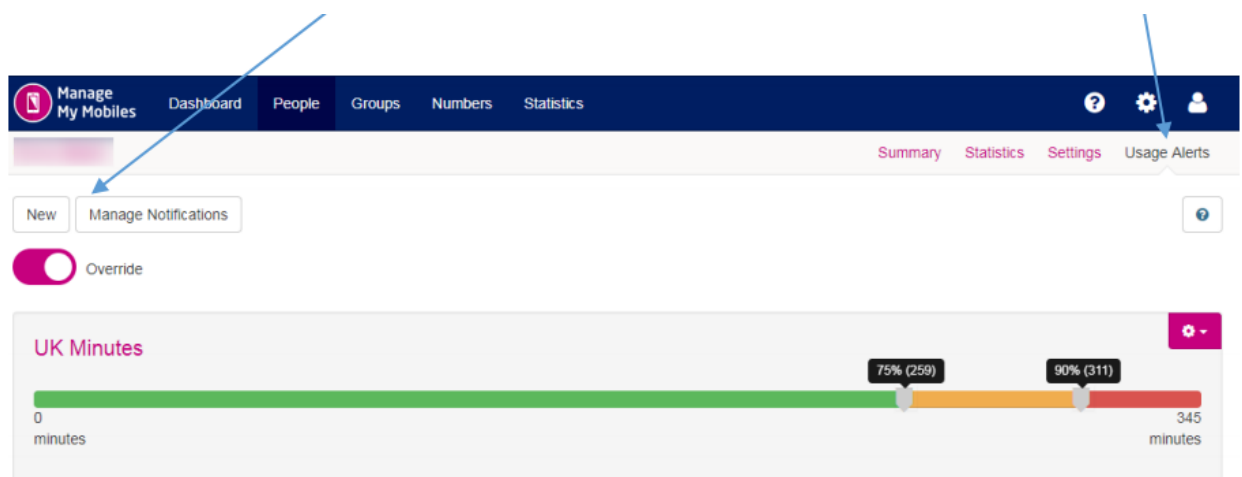 Manage
My Mobiles
Dashboard People Groups Numbers Statistics
Summary Statistics Settings Usage Alerts
New Manage Notifications
Override
UK Minutes
75% (259) 90% (311)
0 345
minutes minutes